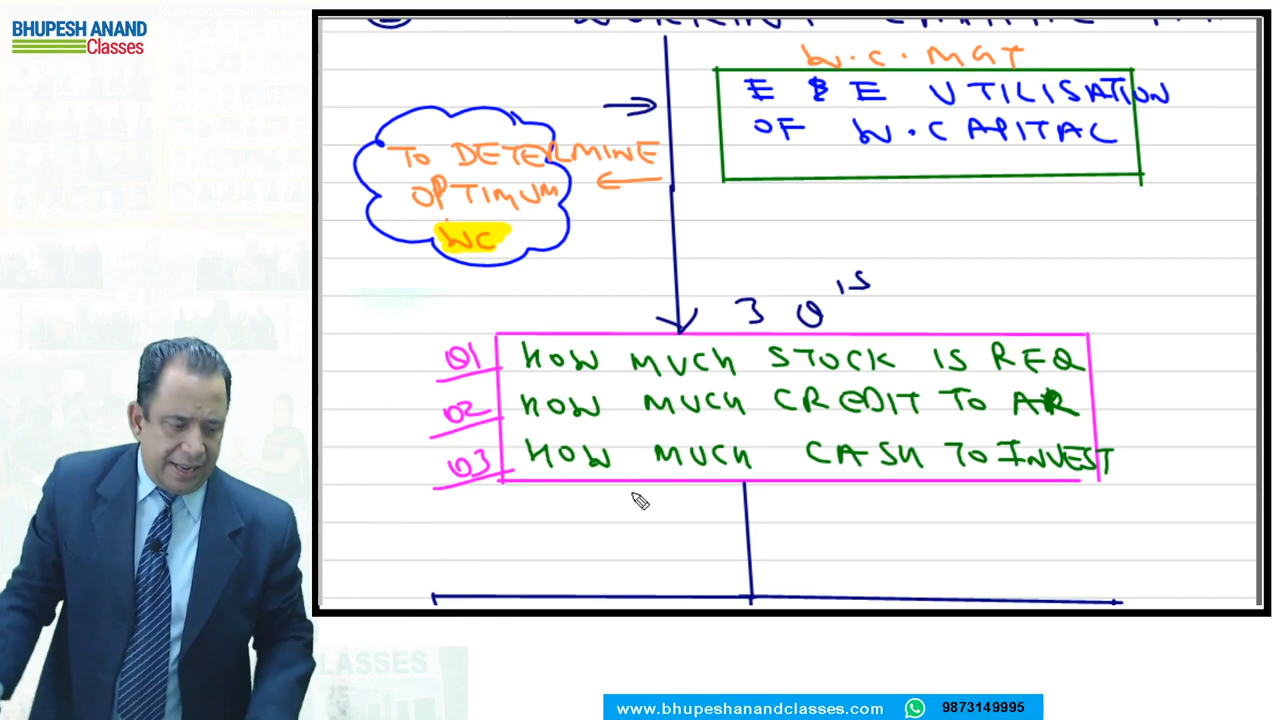 BHUPESH ANAND
Classes
W.C. MGT
E & E UTILISATION
OF W.CAPITAL
TO DETERMINE
OPTIMUM
WC
3 Q'S
Q1 HOW MUCH STOCK IS REQ
Q2 HOW MUCH CREDIT TO AR
Q3 HOW MUCH CASH TO INVEST
CLASSES
www.bhupeshanandclasses.com 9873149995